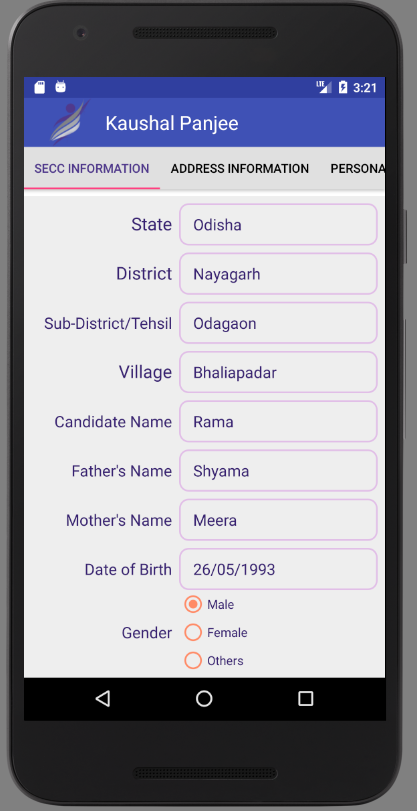 LTE 3:21
Kaushal Panjee
SECC INFORMATION ADDRESS INFORMATION PERSONA
State Odisha
District Nayagarh
Sub-District/Tehsil Odagaon
Village Bhaliapadar
Candidate Name Rama
Father's Name Shyama
Mother's Name Meera
Date of Birth 26/05/1993
Male
Gender Female
Others